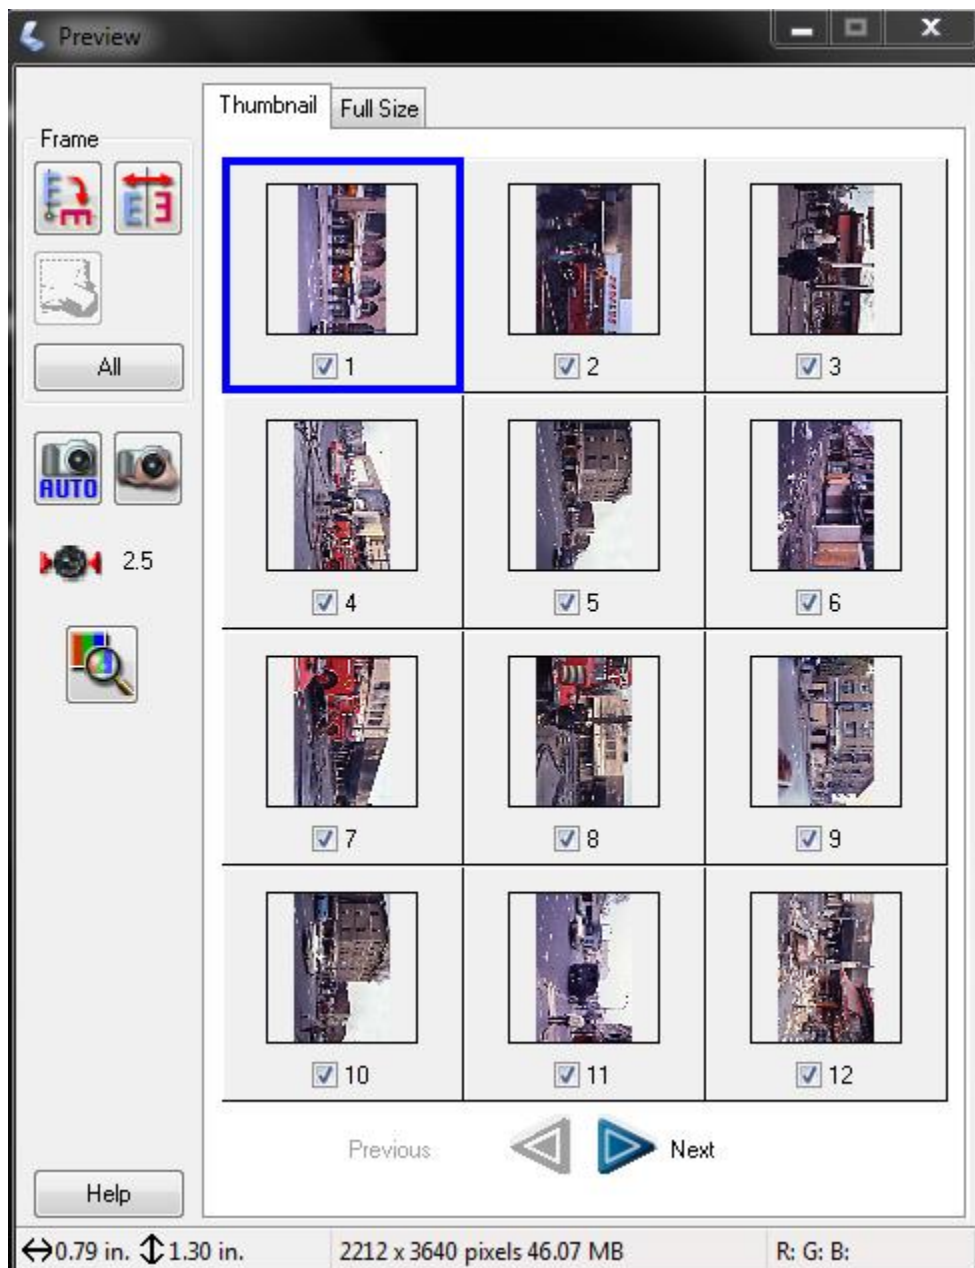 Preview
Thumbnail
Full Size
Frame
All
AUTO
2.5
1
2
3
4
5
6
7
8
9
10
11
12
Previous
Next
Help
0.79 in. 1.30 in.
2212 x 3640 pixels 46.07 MB
R: G: B: